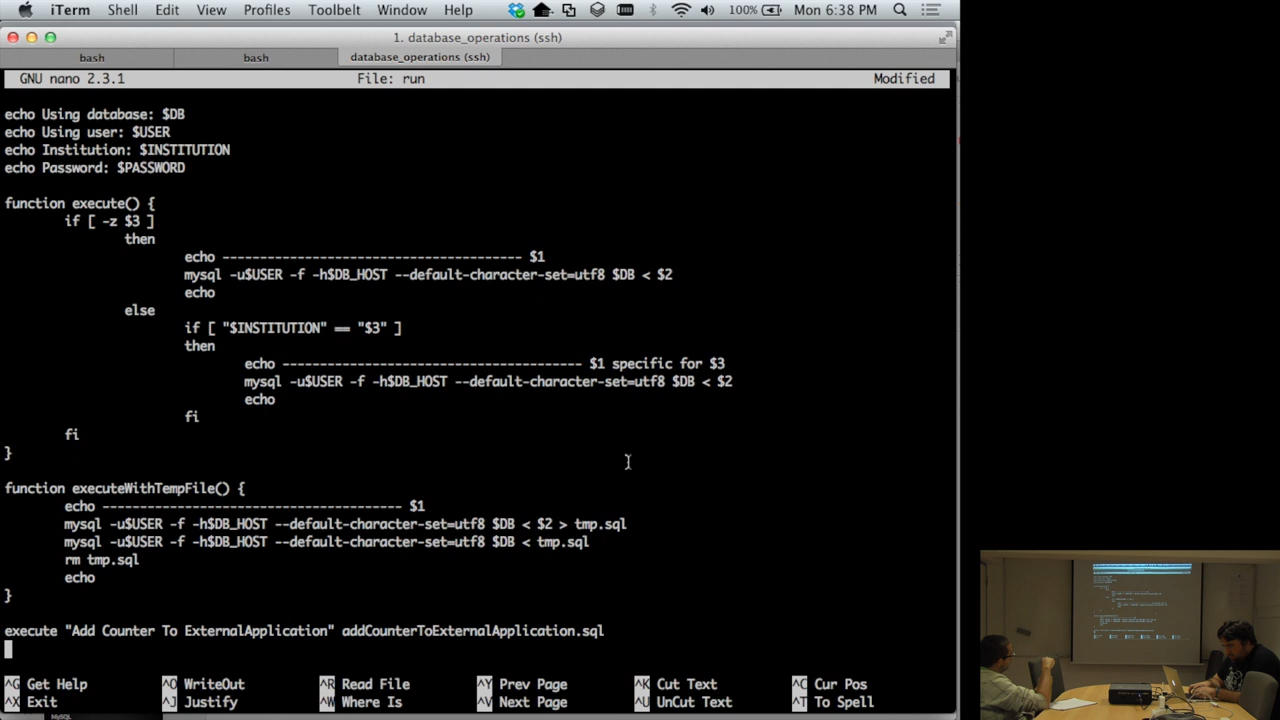 iTerm Shell Edit View Profiles Toolbelt Window Help 100% Mon 6:38 PM
1. database_operations (ssh)
bash bash database_operations (ssh)
GNU nano 2.3.1 File: run Modified
echo Using database: $DB
echo Using user: $USER
echo Institution: $INSTITUTION
echo Password: $PASSWORD
function execute() {
if [ -z $3 ]
then
echo ---------------------------------------- $1
mysql -u$USER -f -h$DB_HOST --default-character-set=utf8 $DB < $2
echo
else
if [ "$INSTITUTION" == "$3" ]
then
echo ---------------------------------------- $1 specific for $3
mysql -u$USER -f -h$DB_HOST --default-character-set=utf8 $DB < $2
echo
fi
fi
}
function executeWithTempFile() {
echo ---------------------------------------- $1
mysql -u$USER -f -h$DB_HOST --default-character-set=utf8 $DB < $2 > tmp.sql
mysql -u$USER -f -h$DB_HOST --default-character-set=utf8 $DB < tmp.sql
rm tmp.sql
echo
}
execute "Add Counter To ExternalApplication" addCounterToExternalApplication.sql
^G Get Help ^O WriteOut ^R Read File ^Y Prev Page ^K Cut Text ^C Cur Pos
^X Exit ^J Justify ^W Where Is ^V Next Page ^U UnCut Text ^T To Spell
MySQL